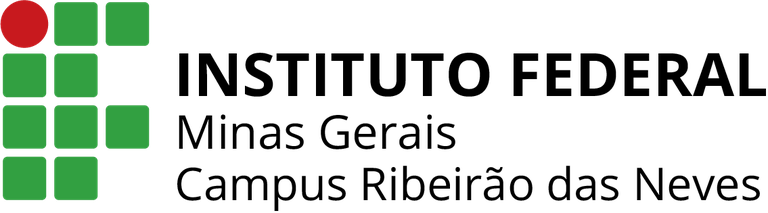 INSTITUTO FEDERAL
Minas Gerais
Campus Ribeirão das Neves